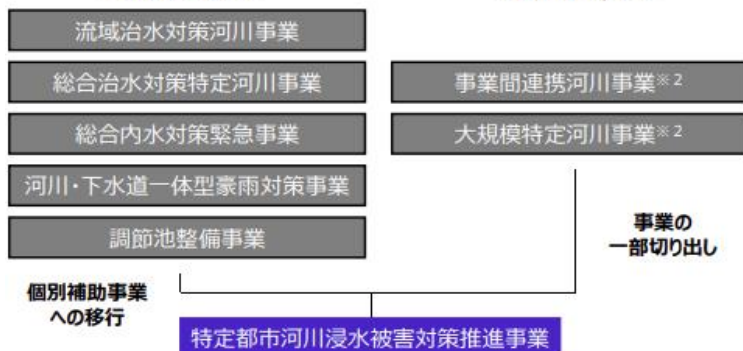 流域治水対策河川事業
総合治水対策特定河川事業
総合内水対策緊急事業
河川・下水道一体型豪雨対策事業
調節池整備事業
事業間連携河川事業※2
大規模特定河川事業※2
事業の
一部切り出し
個別補助事業
への移行
特定都市河川浸水被害対策推進事業